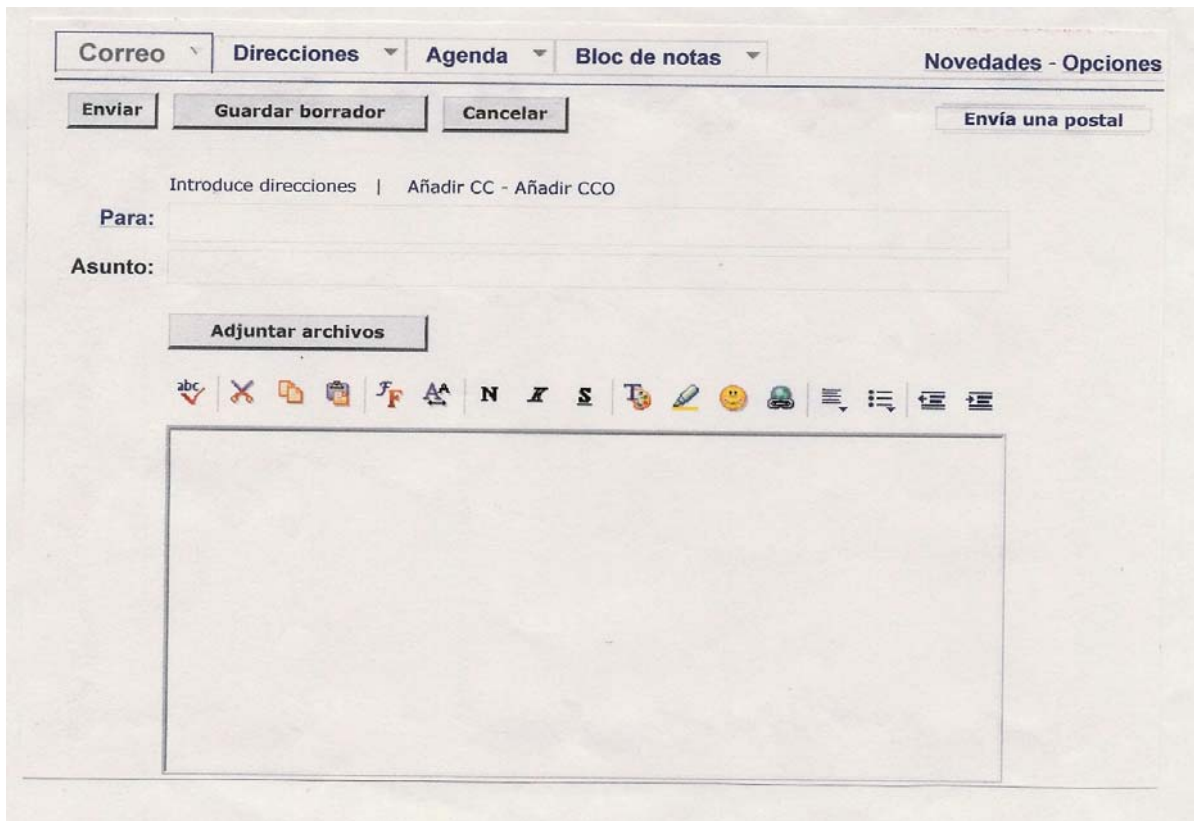 Correo Direcciones Agenda Bloc de notas Novedades - Opciones
Enviar Guardar borrador Cancelar Envía una postal
Introduce direcciones | Añadir CC - Añadir CCO
Para:
Asunto:
Adjuntar archivos
abc F F A A N K S T